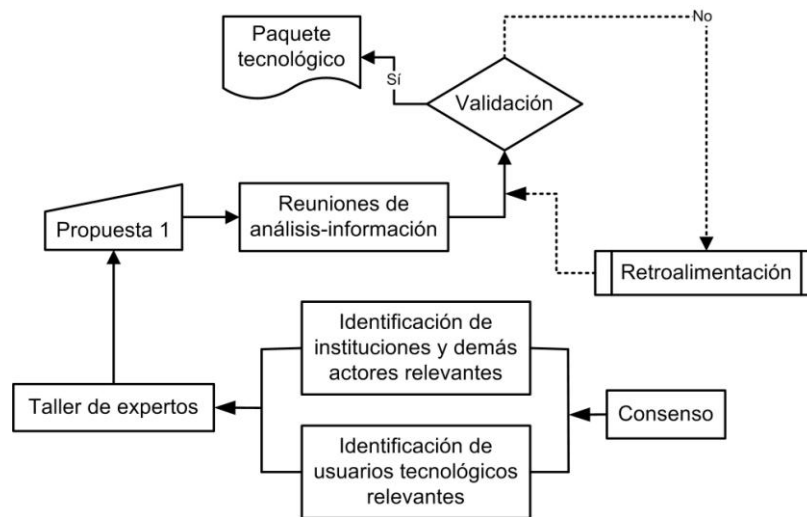 Paquete
tecnológico
No
Sí
Validación
Propuesta 1
Reuniones de
análisis-información
Retroalimentación
Identificación de
instituciones y demás
actores relevantes
Taller de expertos
Consenso
Identificación de
usuarios tecnológicos
relevantes